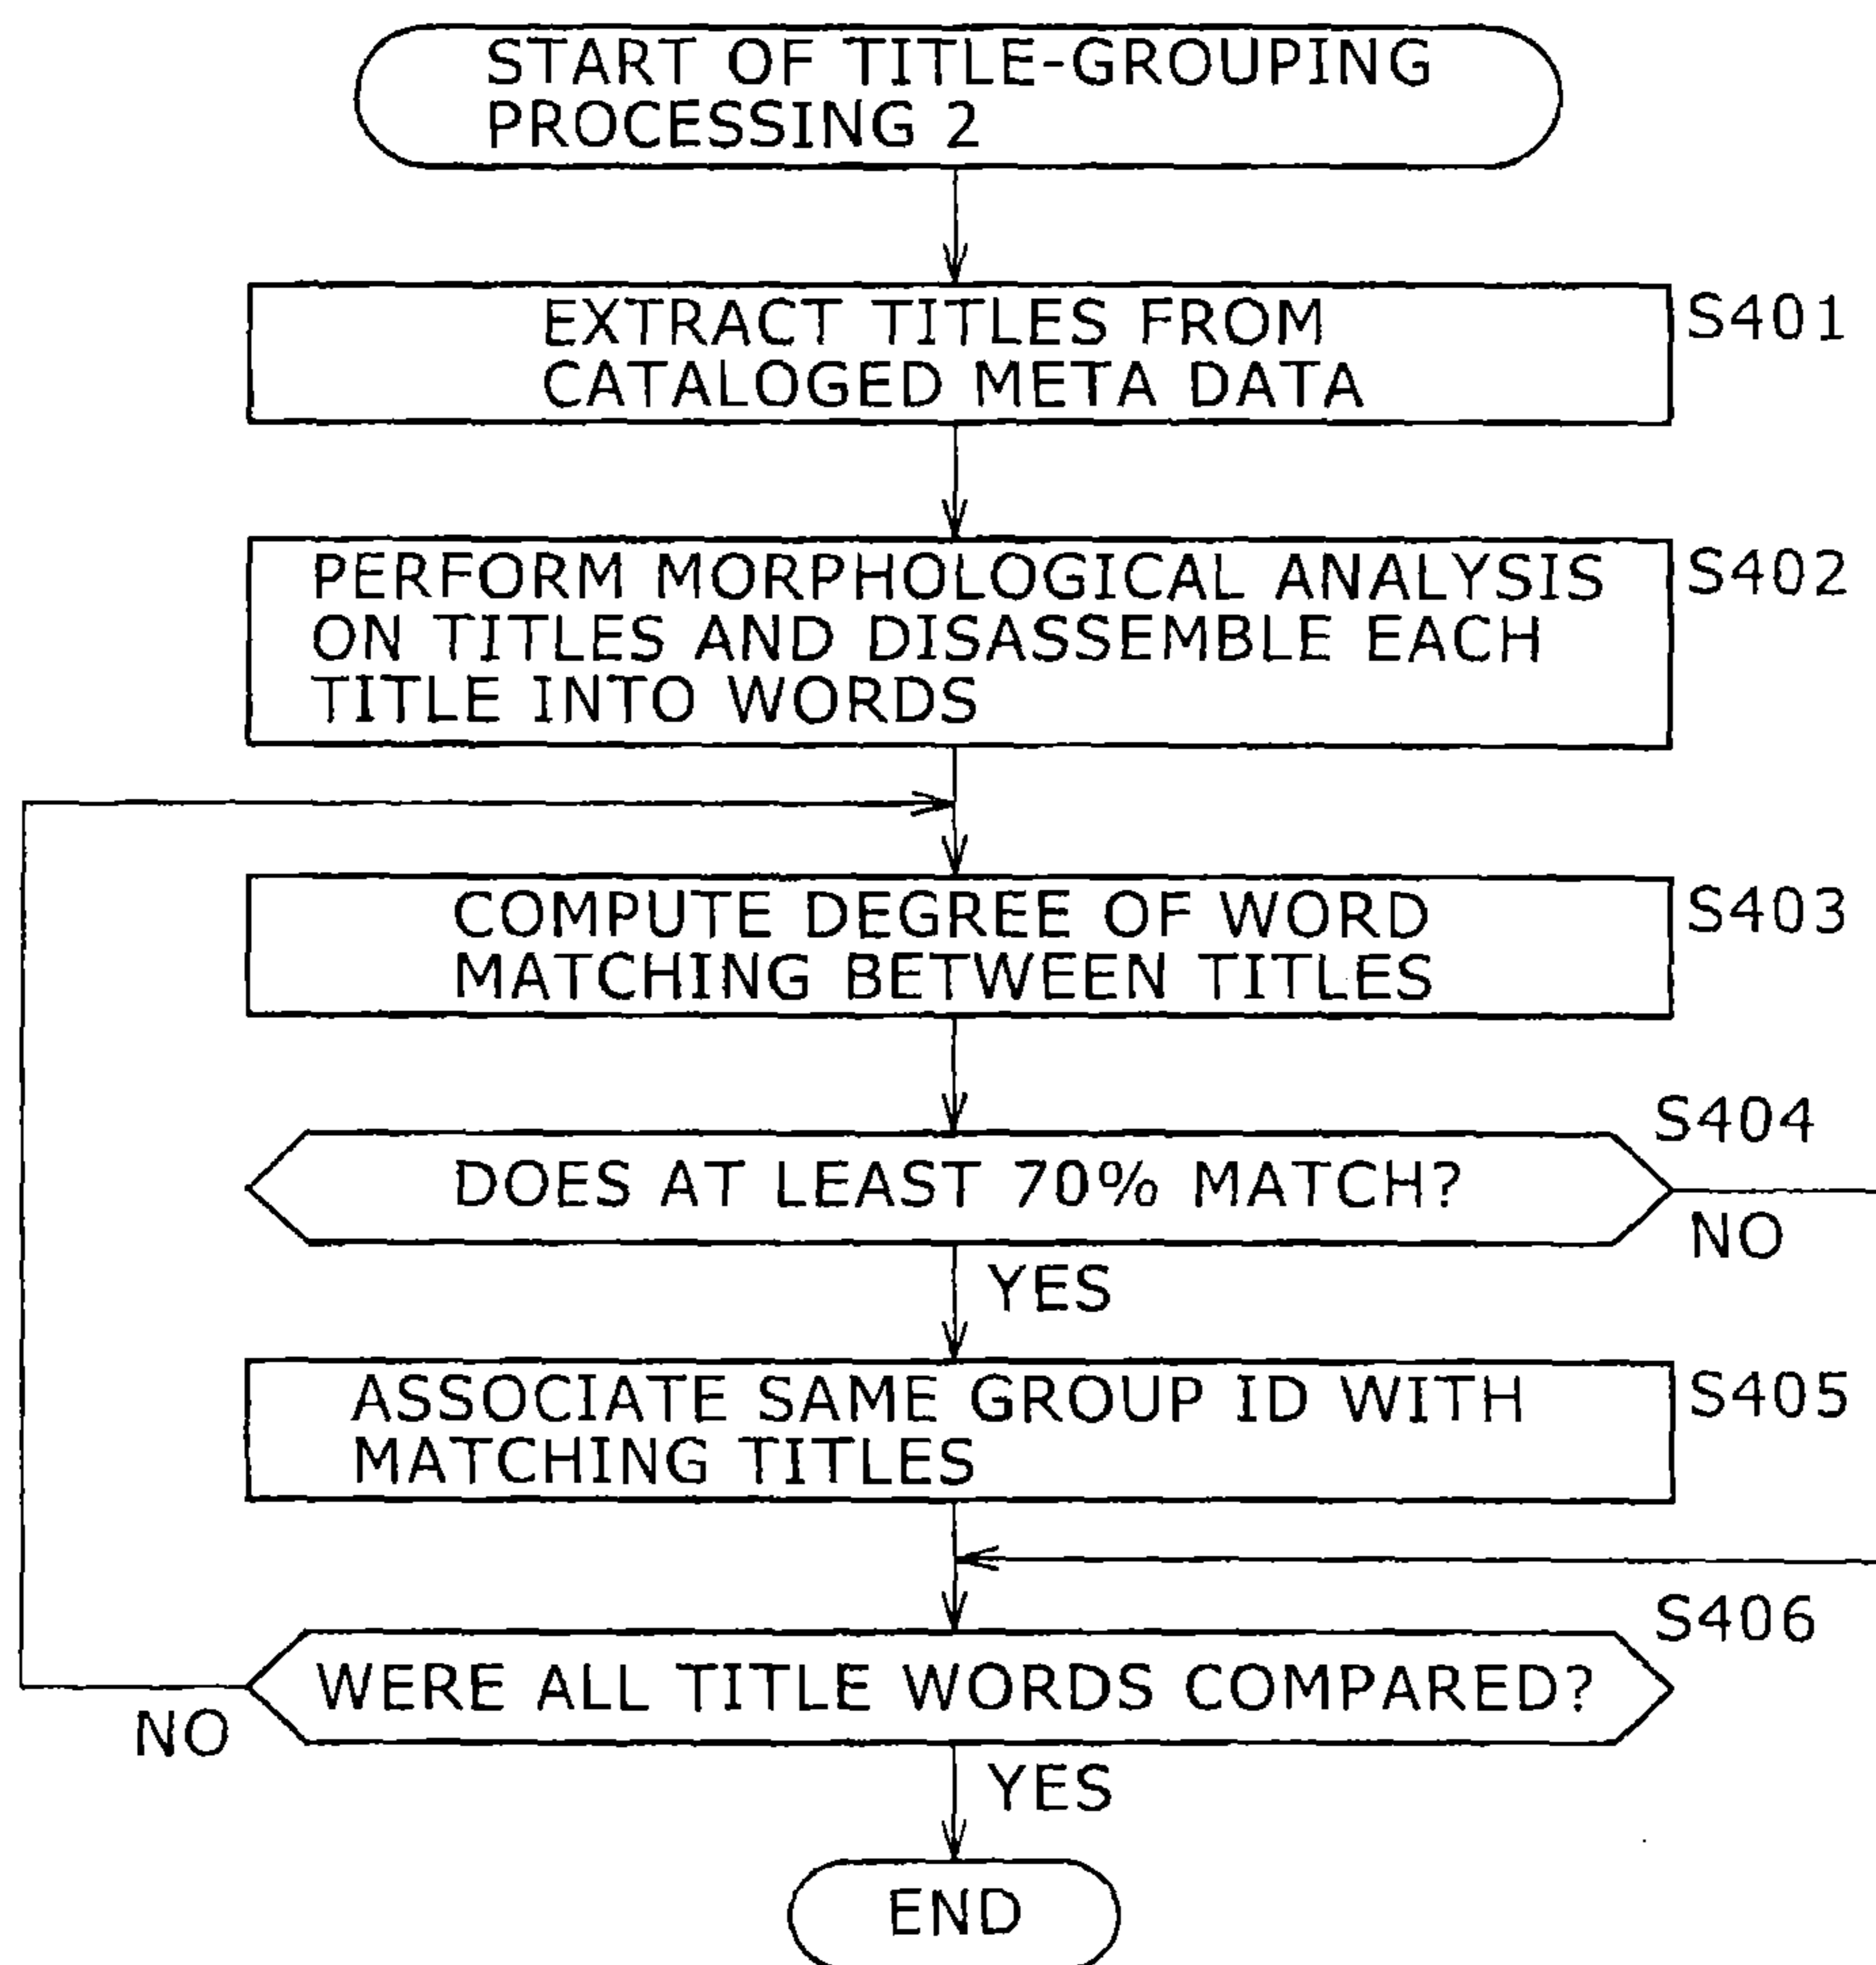 START OF TITLE-GROUPING
PROCESSING 2
EXTRACT TITLES FROM
CATALOGED META DATA
S401
PERFORM MORPHOLOGICAL ANALYSIS
ON TITLES AND DISASSEMBLE EACH
TITLE INTO WORDS
S402
COMPUTE DEGREE OF WORD
MATCHING BETWEEN TITLES
S403
S404
DOES AT LEAST 70% MATCH?
NO
YES
ASSOCIATE SAME GROUP ID WITH
MATCHING TITLES
S405
S406
WERE ALL TITLE WORDS COMPARED?
NO
YES
END